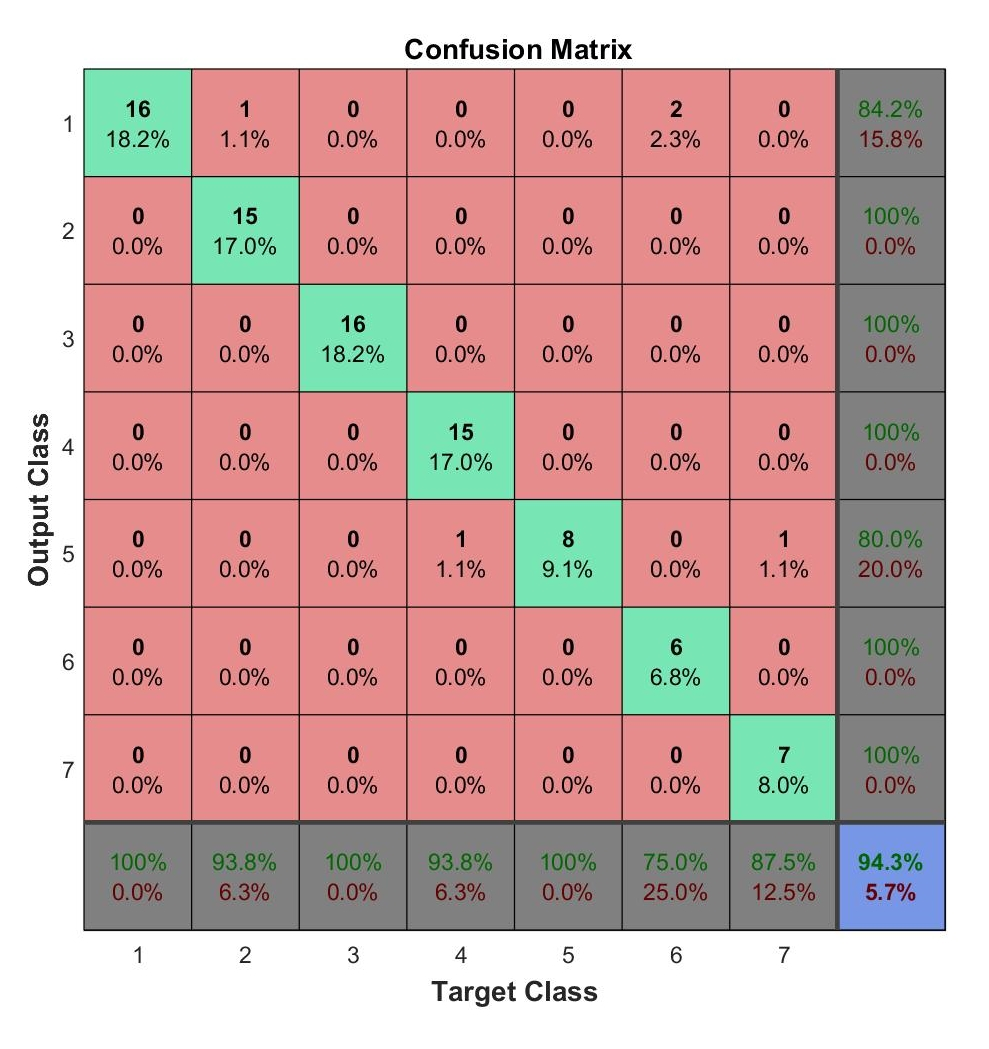 Confusion Matrix
1 16 1 0 0 0 2 0 84.2%
18.2% 1.1% 0.0% 0.0% 0.0% 2.3% 0.0% 15.8%
2 0 15 0 0 0 0 0 100%
0.0% 17.0% 0.0% 0.0% 0.0% 0.0% 0.0% 0.0%
3 0 0 16 0 0 0 0 100%
0.0% 0.0% 18.2% 0.0% 0.0% 0.0% 0.0% 0.0%
4 0 0 0 15 0 0 0 100%
0.0% 0.0% 0.0% 17.0% 0.0% 0.0% 0.0% 0.0%
5 0 0 0 1 8 0 1 80.0%
0.0% 0.0% 0.0% 1.1% 9.1% 0.0% 1.1% 20.0%
6 0 0 0 0 0 6 0 100%
0.0% 0.0% 0.0% 0.0% 0.0% 6.8% 0.0% 0.0%
7 0 0 0 0 0 0 7 100%
0.0% 0.0% 0.0% 0.0% 0.0% 0.0% 8.0% 0.0%
100% 93.8% 100% 93.8% 100% 75.0% 87.5% 94.3%
0.0% 6.3% 0.0% 6.3% 0.0% 25.0% 12.5% 5.7%
1 2 3 4 5 6 7
Target Class
Output Class